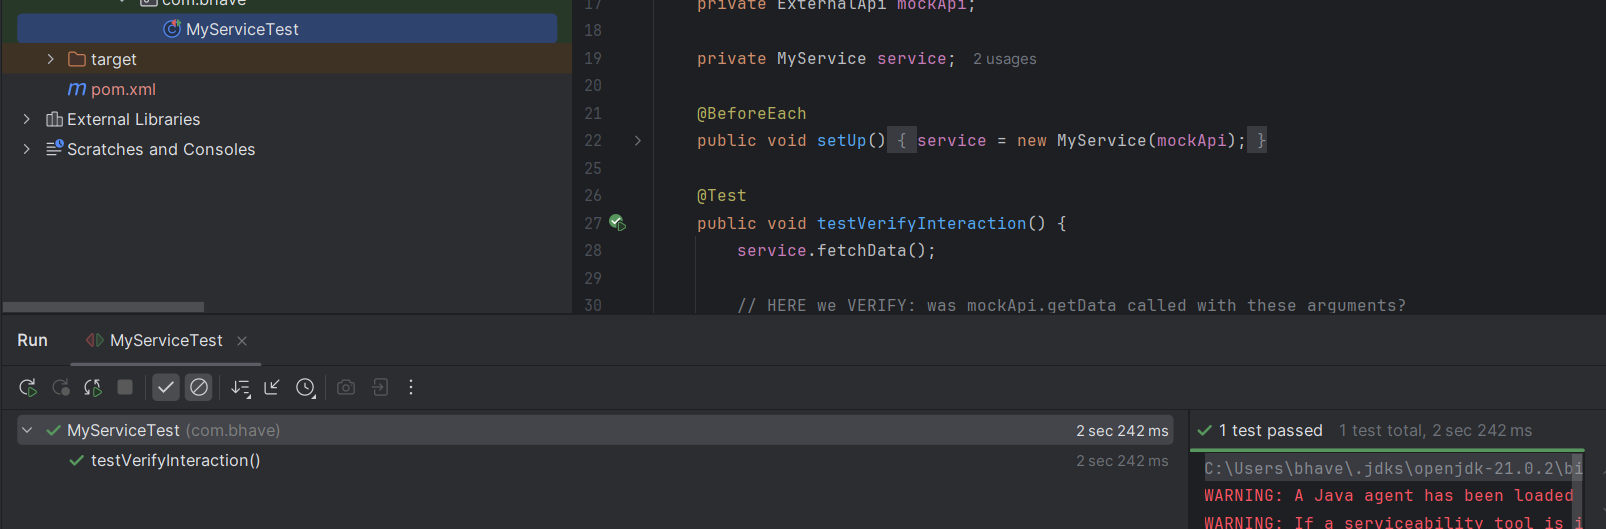 com.bhave
MyServiceTest
target
m pom.xml
External Libraries
Scratches and Consoles
17 private ExternalApi mockApi;
18
19 private MyService service; 2 usages
20
21 @BeforeEach
22 public void setUp() { service = new MyService(mockApi); }
25
26 @Test
27 public void testVerifyInteraction() {
28 service.fetchData();
29
30 // HERE we VERIFY: was mockApi.getData called with these arguments?
Run MyServiceTest
MyServiceTest (com.bhave) 2 sec 242 ms
testVerifyInteraction() 2 sec 242 ms
1 test passed 1 test total, 2 sec 242 ms
C:\Users\bhave\.jdks\openjdk-21.0.2\bi
WARNING: A Java agent has been loaded
WARNING: If a serviceability tool is i